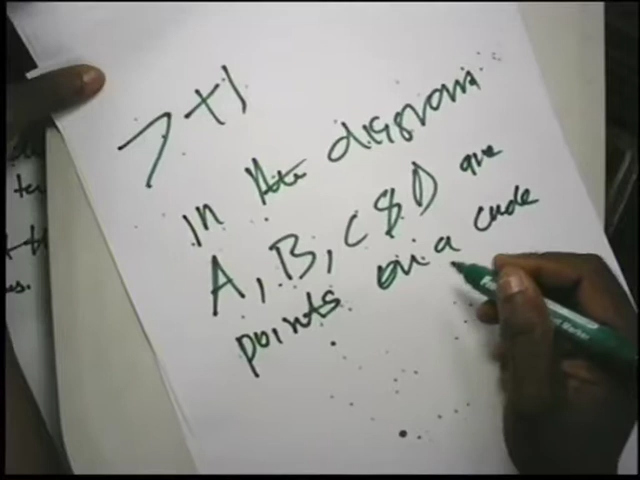 7+1
in the diagram
A, B, C & D are
points on a circle